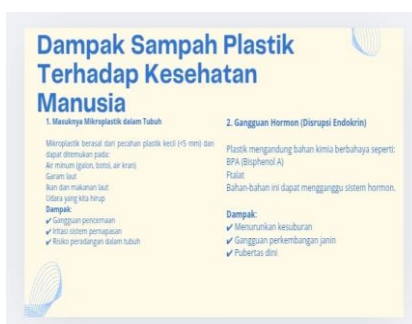 Dampak Sampah Plastik
Terhadap Kesehatan
Manusia
1. Masuknya Mikroplastik dalam Tubuh
Mikroplastik berasal dari pecahan plastik kecil (<5 mm) dan
dapat ditemukan pada:
Air minum (galon, botol, air kran)
Garam laut
Ikan dan makanan laut
Udara yang kita hirup
Dampak:
✔ Gangguan pencernaan
✔ Iritasi sistem pernapasan
✔ Risiko peradangan dalam tubuh
2. Gangguan Hormon (Disrupsi Endokrin)
Plastik mengandung bahan kimia berbahaya seperti:
BPA (Bisphenol A)
Ftalat
Bahan-bahan ini dapat mengganggu sistem hormon.
Dampak:
✔ Menurunkan kesuburan
✔ Gangguan perkembangan janin
✔ Pubertas dini